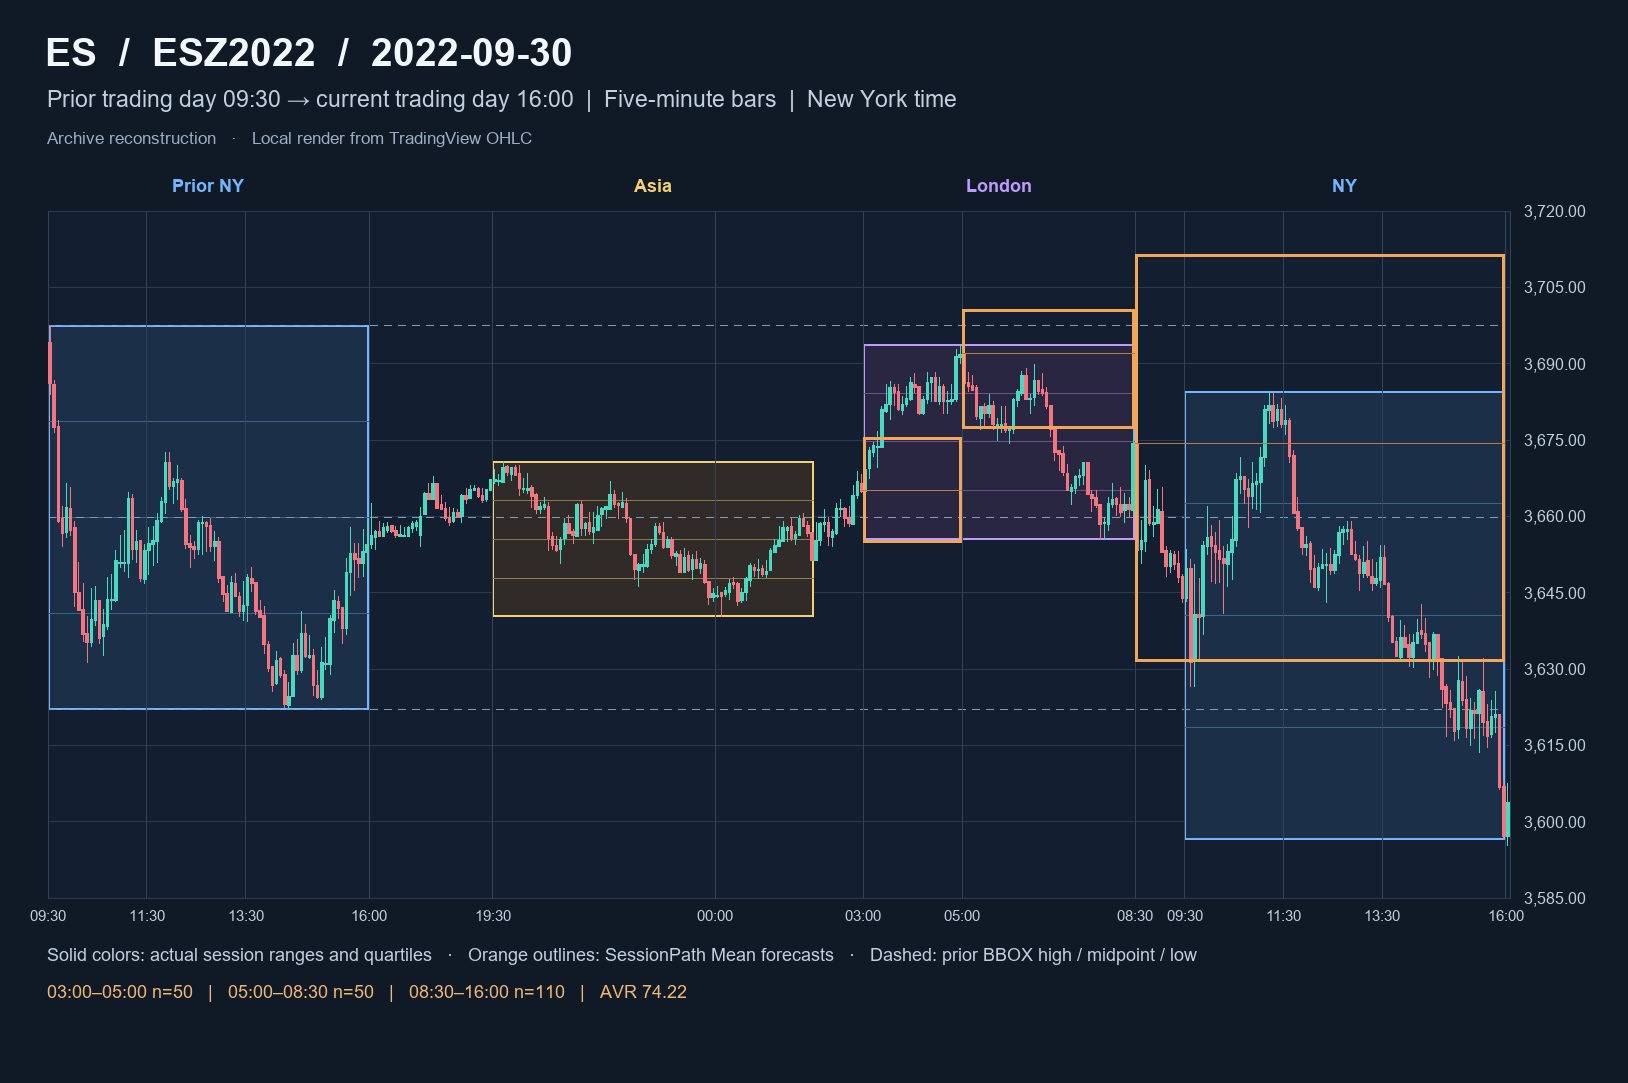 ES / ESZ2022 / 2022-09-30
Prior trading day 09:30 → current trading day 16:00 | Five-minute bars | New York time
Archive reconstruction · Local render from TradingView OHLC
Prior NY Asia London NY
3,720.00
3,705.00
3,690.00
3,675.00
3,660.00
3,645.00
3,630.00
3,615.00
3,600.00
3,585.00
09:30 11:30 13:30 16:00 19:30 00:00 03:00 05:00 08:30 09:30 11:30 13:30 16:00
Solid colors: actual session ranges and quartiles · Orange outlines: SessionPath Mean forecasts · Dashed: prior BBOX high / midpoint / low
03:00–05:00 n=50 | 05:00–08:30 n=50 | 08:30–16:00 n=110 | AVR 74.22